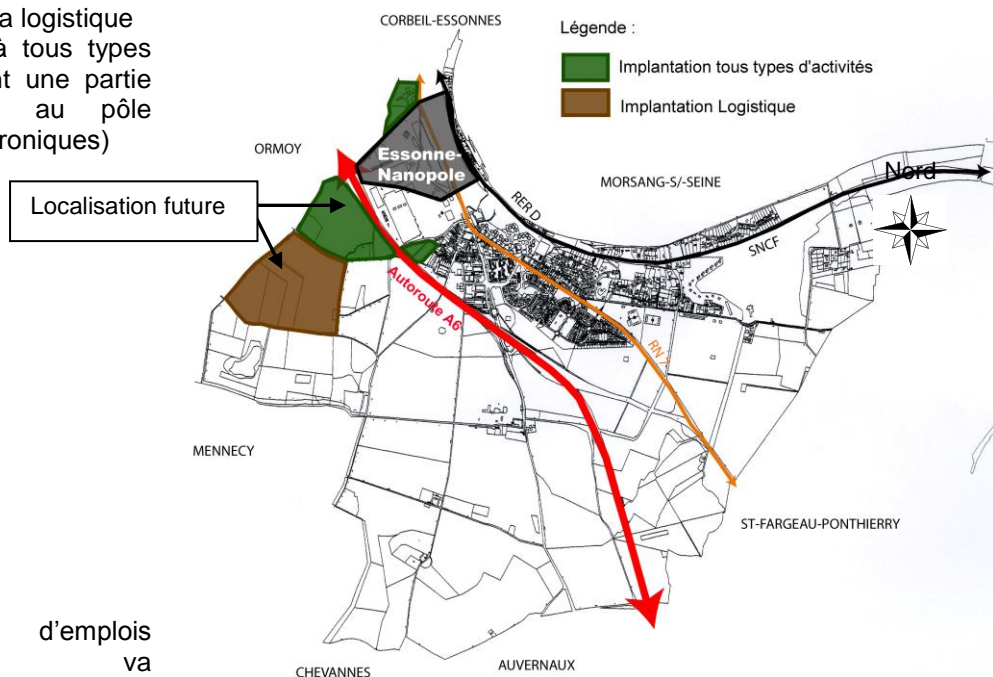 a logistique
à tous types
nt une partie
au pôle
roniques)
CORBEIL-ESSONNES
Légende :
Implantation tous types d'activités
Implantation Logistique
ORMOY
Essonne-
Nanopole
MORSANG-S/-SEINE
Nord
Localisation future
RER D
SNCF
Autoroute A6
RN 7
MENNECY
ST-FARGEAU-PONTHIERRY
d'emplois
va
CHEVANNES
AUVERNAUX